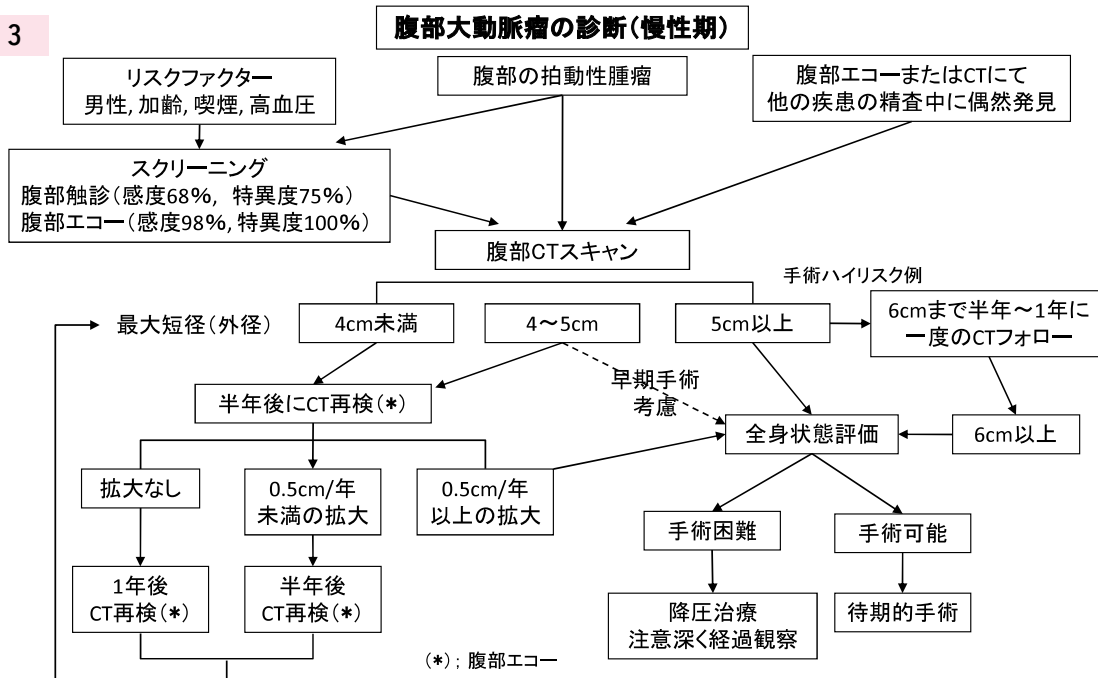 3
腹部大動脈瘤の診断(慢性期)
リスクファクター
男性, 加齢, 喫煙, 高血圧
腹部の拍動性腫瘤
腹部エコーまたはCTにて
他の疾患の精査中に偶然発見
スクリーニング
腹部触診(感度68%, 特異度75%)
腹部エコー(感度98%, 特異度100%)
腹部CTスキャン
手術ハイリスク例
最大短径(外径)
4cm未満
4〜5cm
5cm以上
6cmまで半年〜1年に
一度のCTフォロー
早期手術
考慮
半年後にCT再検(*)
全身状態評価
6cm以上
拡大なし
0.5cm/年
未満の拡大
0.5cm/年
以上の拡大
手術困難
手術可能
1年後
CT再検(*)
半年後
CT再検(*)
降圧治療
注意深く経過観察
待期的手術
(*); 腹部エコー